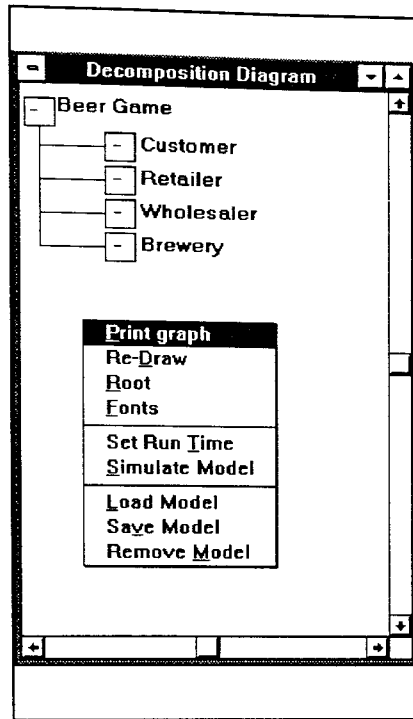 Decomposition Diagram
Beer Game
Customer
Retailer
Wholesaler
Brewery
Print graph
Re-Draw
Root
Fonts
Set Run Time
Simulate Model
Load Model
Save Model
Remove Model